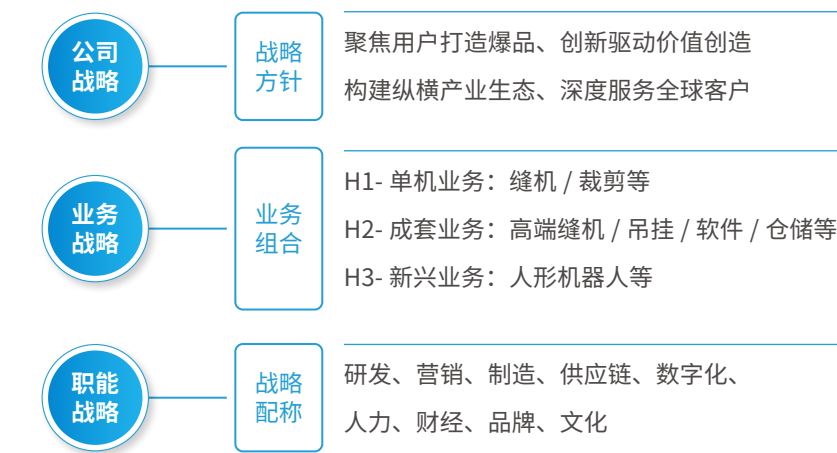 公司
战略
战略
方针
聚焦用户打造爆品、创新驱动价值创造
构建纵横产业生态、深度服务全球客户
业务
战略
业务
组合
H1- 单机业务：缝机 / 裁剪等
H2- 成套业务：高端缝机 / 吊挂 / 软件 / 仓储等
H3- 新兴业务：人形机器人等
职能
战略
战略
配称
研发、营销、制造、供应链、数字化、
人力、财经、品牌、文化